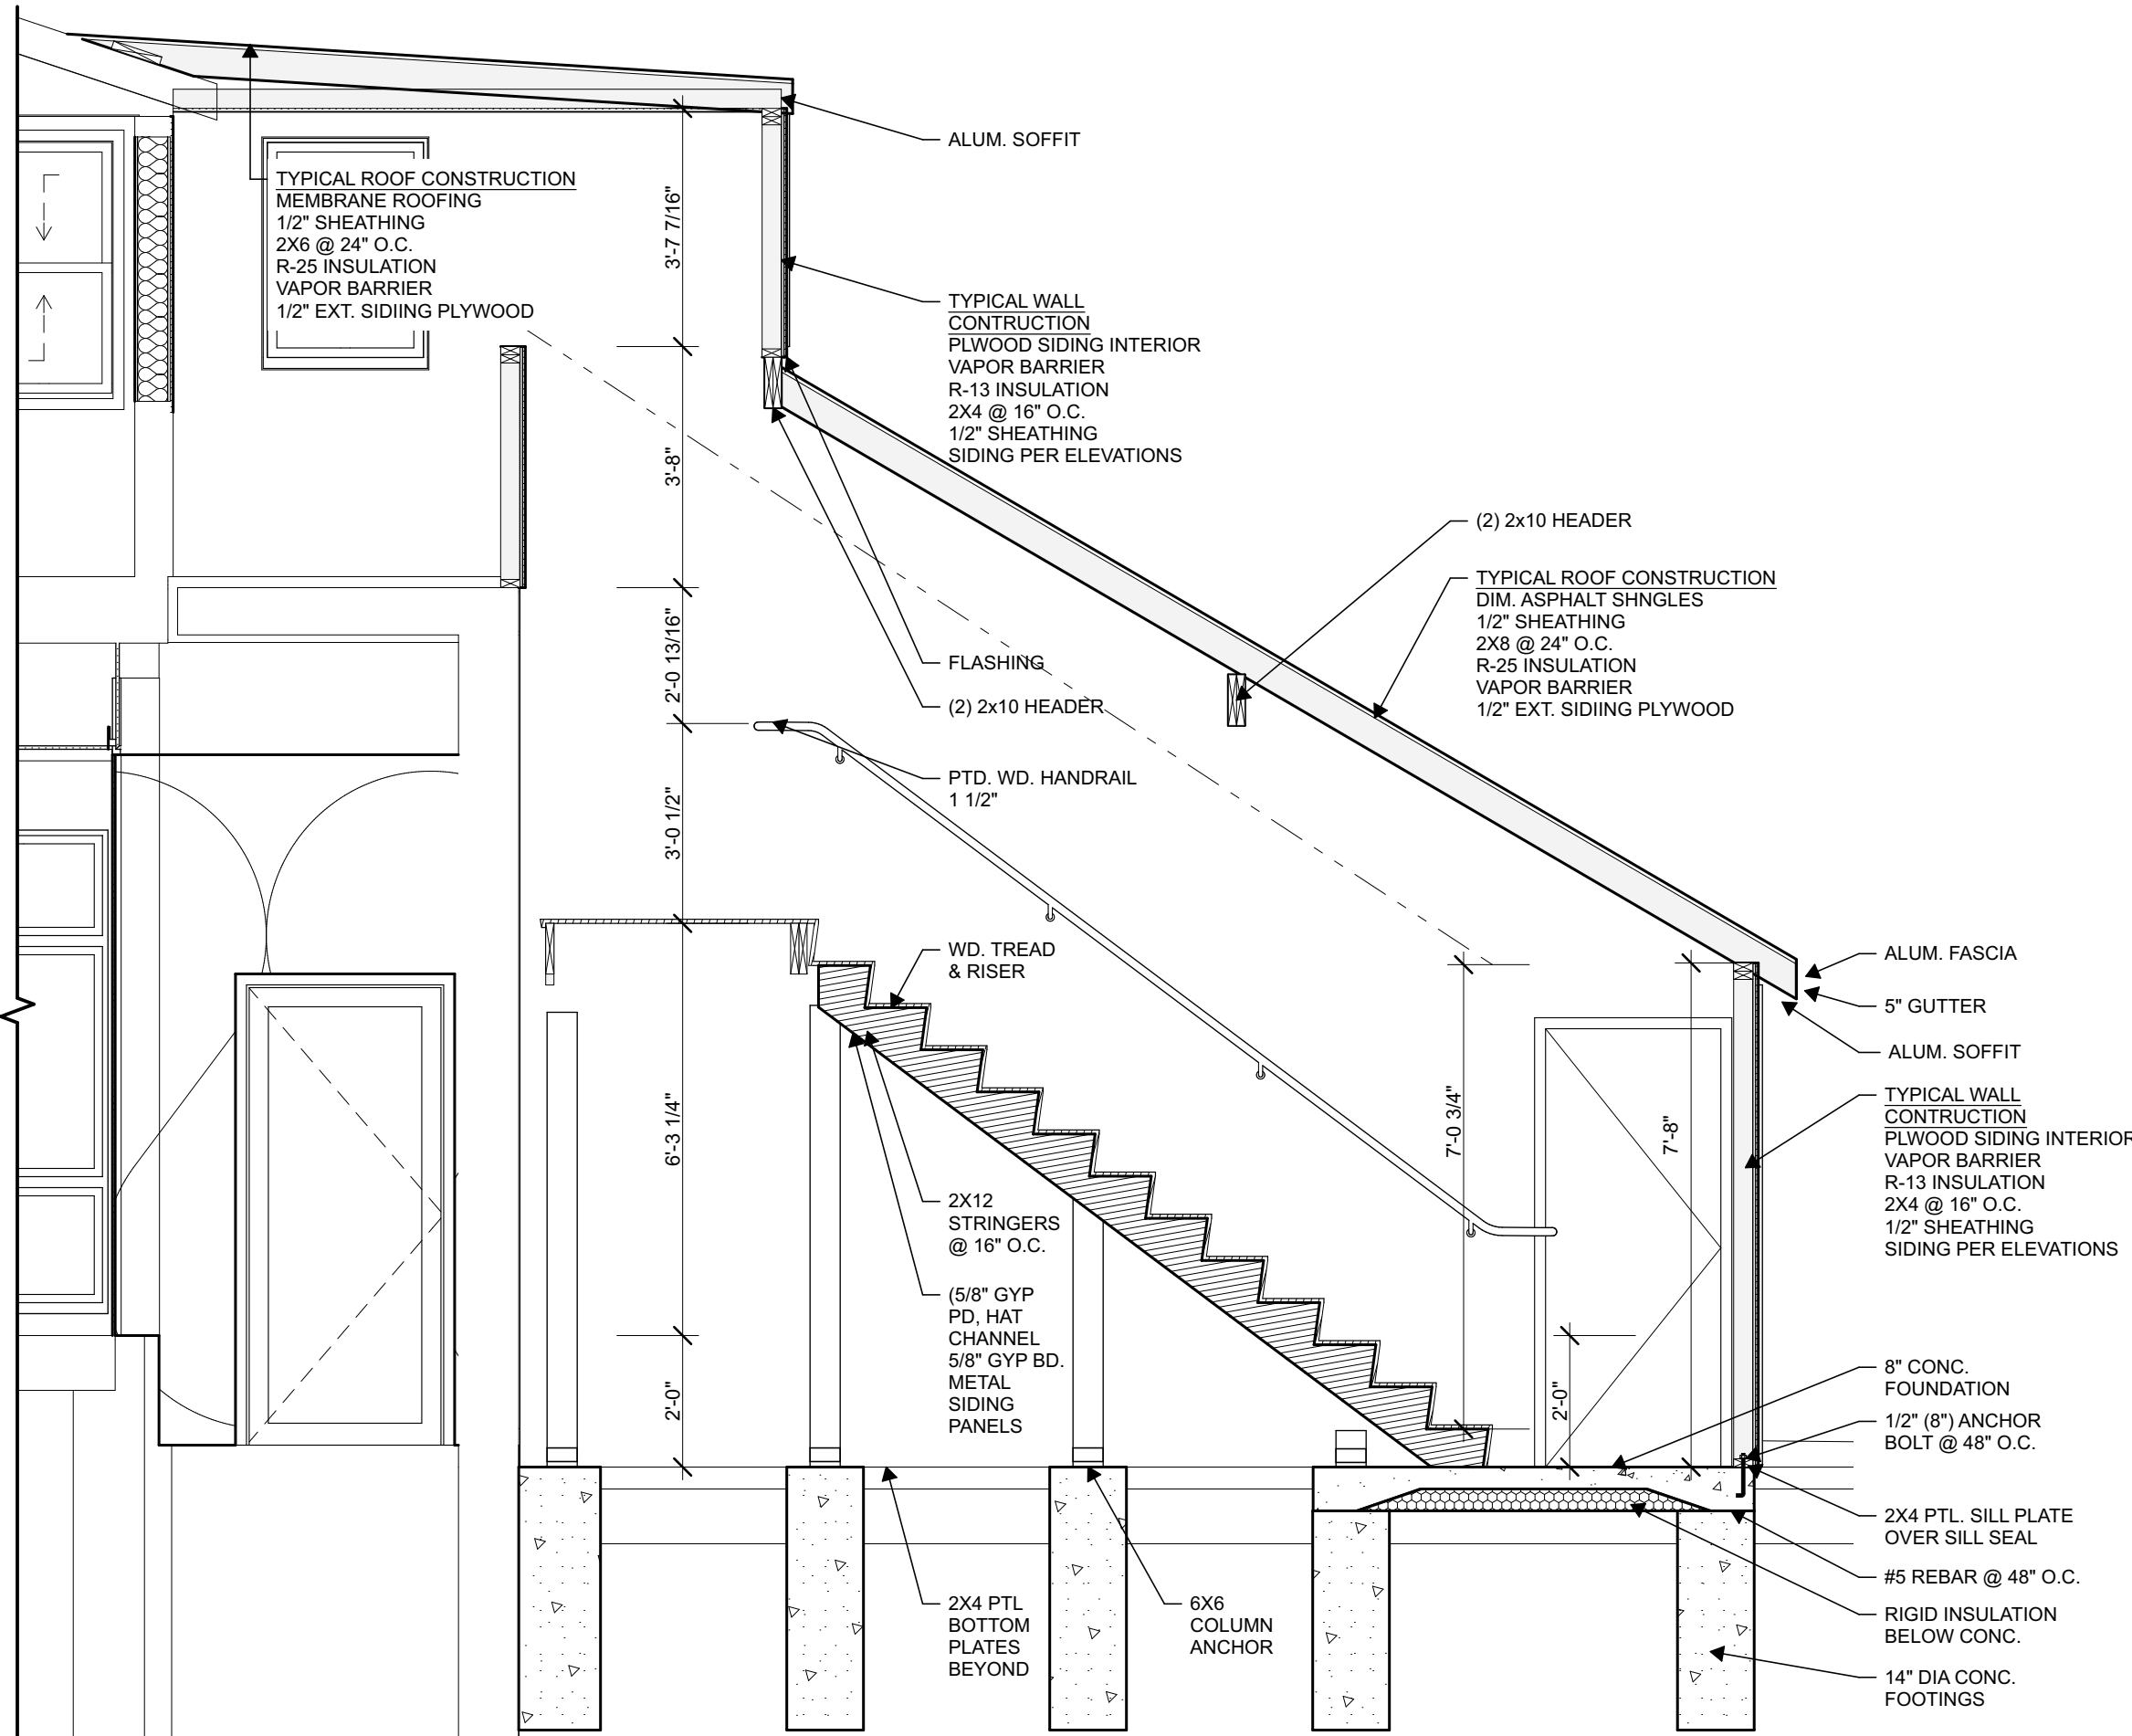 ALUM. SOFFIT
TYPICAL ROOF CONSTRUCTION
MEMBRANE ROOFING
1/2" SHEATHING
2X6 @ 24" O.C.
R-25 INSULATION
VAPOR BARRIER
1/2" EXT. SIDIING PLYWOOD
3'-7 7/16"
TYPICAL WALL
CONTRUCTION
PLWOOD SIDING INTERIOR
VAPOR BARRIER
R-13 INSULATION
2X4 @ 16" O.C.
1/2" SHEATHING
SIDING PER ELEVATIONS
3'-8"
(2) 2x10 HEADER
TYPICAL ROOF CONSTRUCTION
DIM. ASPHALT SHNGLES
1/2" SHEATHING
2X8 @ 24" O.C.
R-25 INSULATION
VAPOR BARRIER
1/2" EXT. SIDIING PLYWOOD
2'-0 13/16"
FLASHING
(2) 2x10 HEADER
PTD. WD. HANDRAIL
1 1/2"
3'-0 1/2"
WD. TREAD
& RISER
ALUM. FASCIA
5" GUTTER
ALUM. SOFFIT
6'-3 1/4"
7'-0 3/4"
7'-8"
TYPICAL WALL
CONTRUCTION
PLWOOD SIDING INTERIOR
VAPOR BARRIER
R-13 INSULATION
2X4 @ 16" O.C.
1/2" SHEATHING
SIDING PER ELEVATIONS
2X12
STRINGERS
@ 16" O.C.
(5/8" GYP
PD, HAT
CHANNEL
5/8" GYP BD.
METAL
SIDING
PANELS
2'-0"
2'-0"
8" CONC.
FOUNDATION
1/2" (8") ANCHOR
BOLT @ 48" O.C.
2X4 PTL. SILL PLATE
OVER SILL SEAL
#5 REBAR @ 48" O.C.
RIGID INSULATION
BELOW CONC.
14" DIA CONC.
FOOTINGS
2X4 PTL
BOTTOM
PLATES
BEYOND
6X6
COLUMN
ANCHOR